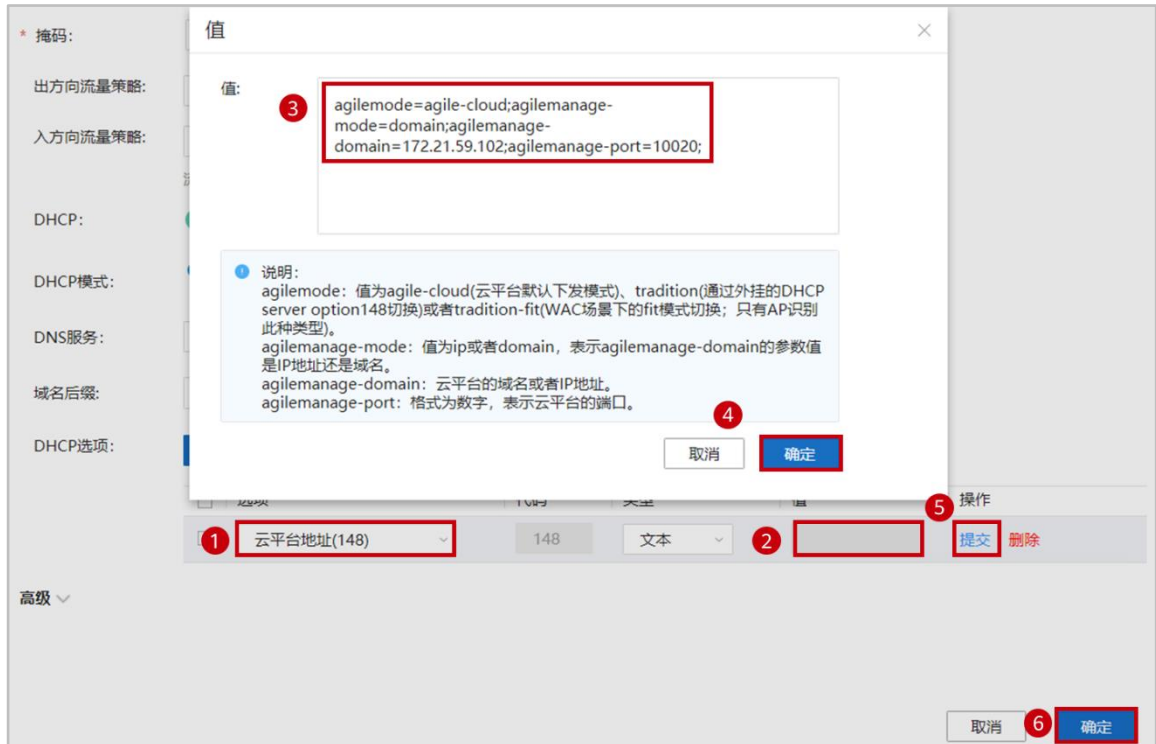 * 掩码:
出方向流量策略:
入方向流量策略:
DHCP:
DHCP模式:
DNS服务:
域名后缀:
DHCP选项:
值
值:
3
agilemode=agile-cloud;agilemanage-
mode=domain;agilemanage-
domain=172.21.59.102;agilemanage-port=10020;
说明:
agilemode：值为agile-cloud(云平台默认下发模式)、tradition(通过外挂的DHCP
server option148切换)或者tradition-fit(WAC场景下的fit模式切换；只有AP识别
此种类型)。
agilemanage-mode：值为ip或者domain，表示agilemanage-domain的参数值
是IP地址还是域名。
agilemanage-domain：云平台的域名或者IP地址。
agilemanage-port：格式为数字，表示云平台的端口。
4
取消 确定
选项 代码 类型 值 5 操作
1 云平台地址(148) 148 文本 2 提交 删除
高级
取消 6 确定